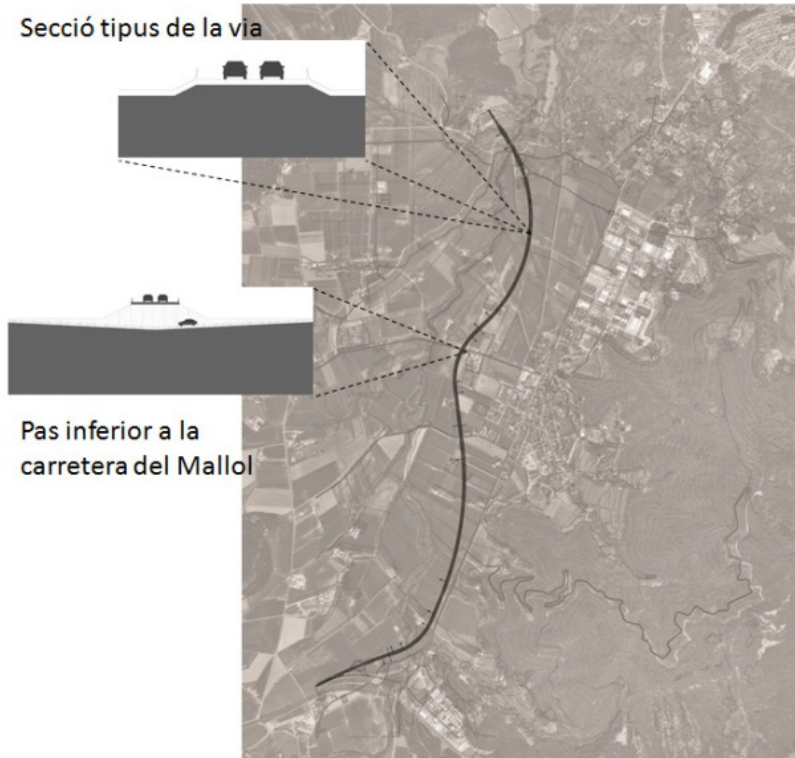 Secció tipus de la via
Pas inferior a la
carretera del Mallol